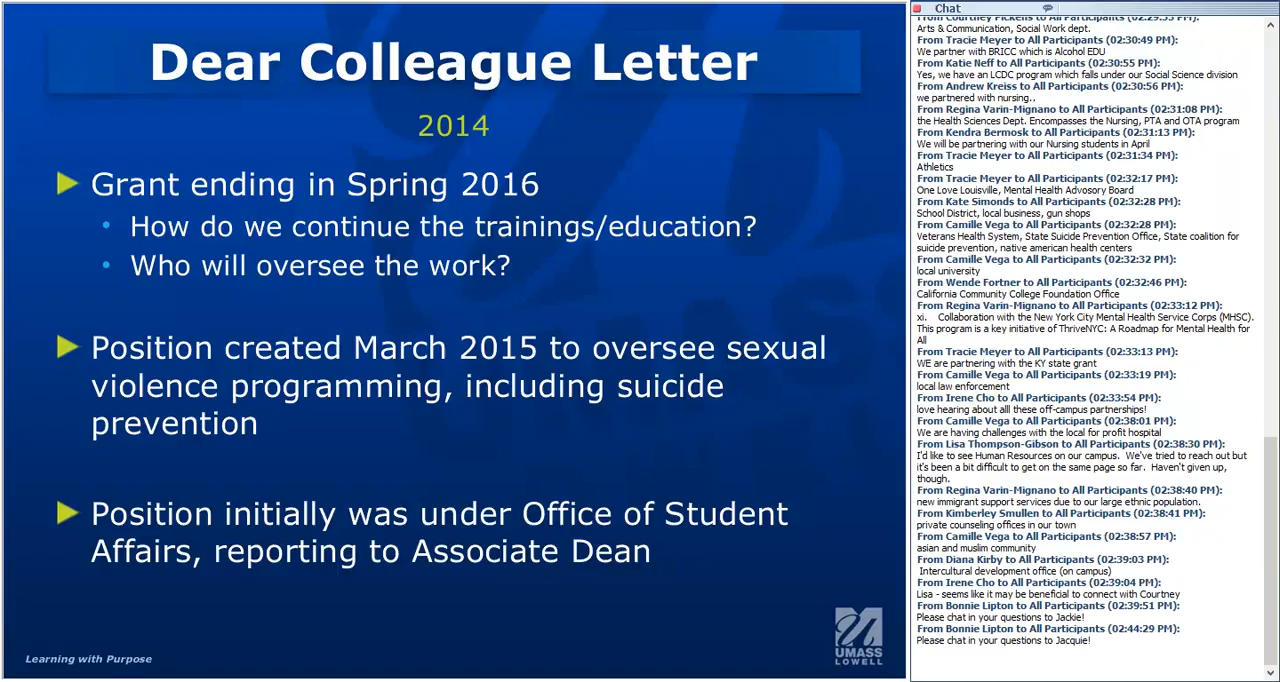 Dear Colleague Letter
2014
Grant ending in Spring 2016
How do we continue the trainings/education?
Who will oversee the work?
Position created March 2015 to oversee sexual
violence programming, including suicide
prevention
Position initially was under Office of Student
Affairs, reporting to Associate Dean
Learning with Purpose
UMASS
LOWELL
Chat
From Courtney Pickens to All Participants (02:29:53 PM):
Arts & Communication, Social Work dept.
From Tracie Meyer to All Participants (02:30:49 PM):
We partner with BRICC which is Alcohol EDU
From Katie Neff to All Participants (02:30:55 PM):
Yes, we have an LCDC program which falls under our Social Science division
From Andrew Kreiss to All Participants (02:30:56 PM):
we partnered with nursing..
From Regina Varin-Mignano to All Participants (02:31:08 PM):
the Health Sciences Dept. Encompasses the Nursing, PTA and OTA program
From Kendra Bermosk to All Participants (02:31:13 PM):
We will be partnering with our Nursing students in April
From Tracie Meyer to All Participants (02:31:34 PM):
Athletics
From Tracie Meyer to All Participants (02:32:17 PM):
One Love Louisville, Mental Health Advosory Board
From Kate Simonds to All Participants (02:32:28 PM):
School District, local business, gun shops
From Camille Vega to All Participants (02:32:28 PM):
Veterans Health System, State Suicide Prevention Office, State coalition for
suicide prevention, native american health centers
From Camille Vega to All Participants (02:32:32 PM):
local university
From Wende Fortner to All Participants (02:32:46 PM):
California Community College Foundation Office
From Regina Varin-Mignano to All Participants (02:33:12 PM):
xi. Collaboration with the New York City Mental Health Service Corps (MHSC).
This program is a key initiative of ThriveNYC: A Roadmap for Mental Health for
All
From Tracie Meyer to All Participants (02:33:13 PM):
WE are partnering with the KY state grant
From Camille Vega to All Participants (02:33:19 PM):
local law enforcement
From Irene Cho to All Participants (02:33:54 PM):
love hearing about all these off-campus partnerships!
From Camille Vega to All Participants (02:38:01 PM):
We are having challenges with the local for profit hospital
From Lisa Thompson-Gibson to All Participants (02:38:30 PM):
I'd like to see Human Resources on our campus. We've tried to reach out but
it's been a bit difficult to get on the same page so far. Haven't given up,
though.
From Regina Varin-Mignano to All Participants (02:38:40 PM):
new immigrant support services due to our large ethnic population.
From Kimberley Smullen to All Participants (02:38:41 PM):
private counseling offices in our town
From Camille Vega to All Participants (02:38:57 PM):
asian and muslim community
From Diana Kirby to All Participants (02:39:03 PM):
Intercultural development office (on campus)
From Irene Cho to All Participants (02:39:04 PM):
Lisa - seems like it may be beneficial to connect with Courtney
From Bonnie Lipton to All Participants (02:39:51 PM):
Please chat in your questions to Jackie!
From Bonnie Lipton to All Participants (02:44:29 PM):
Please chat in your questions to Jacquie!